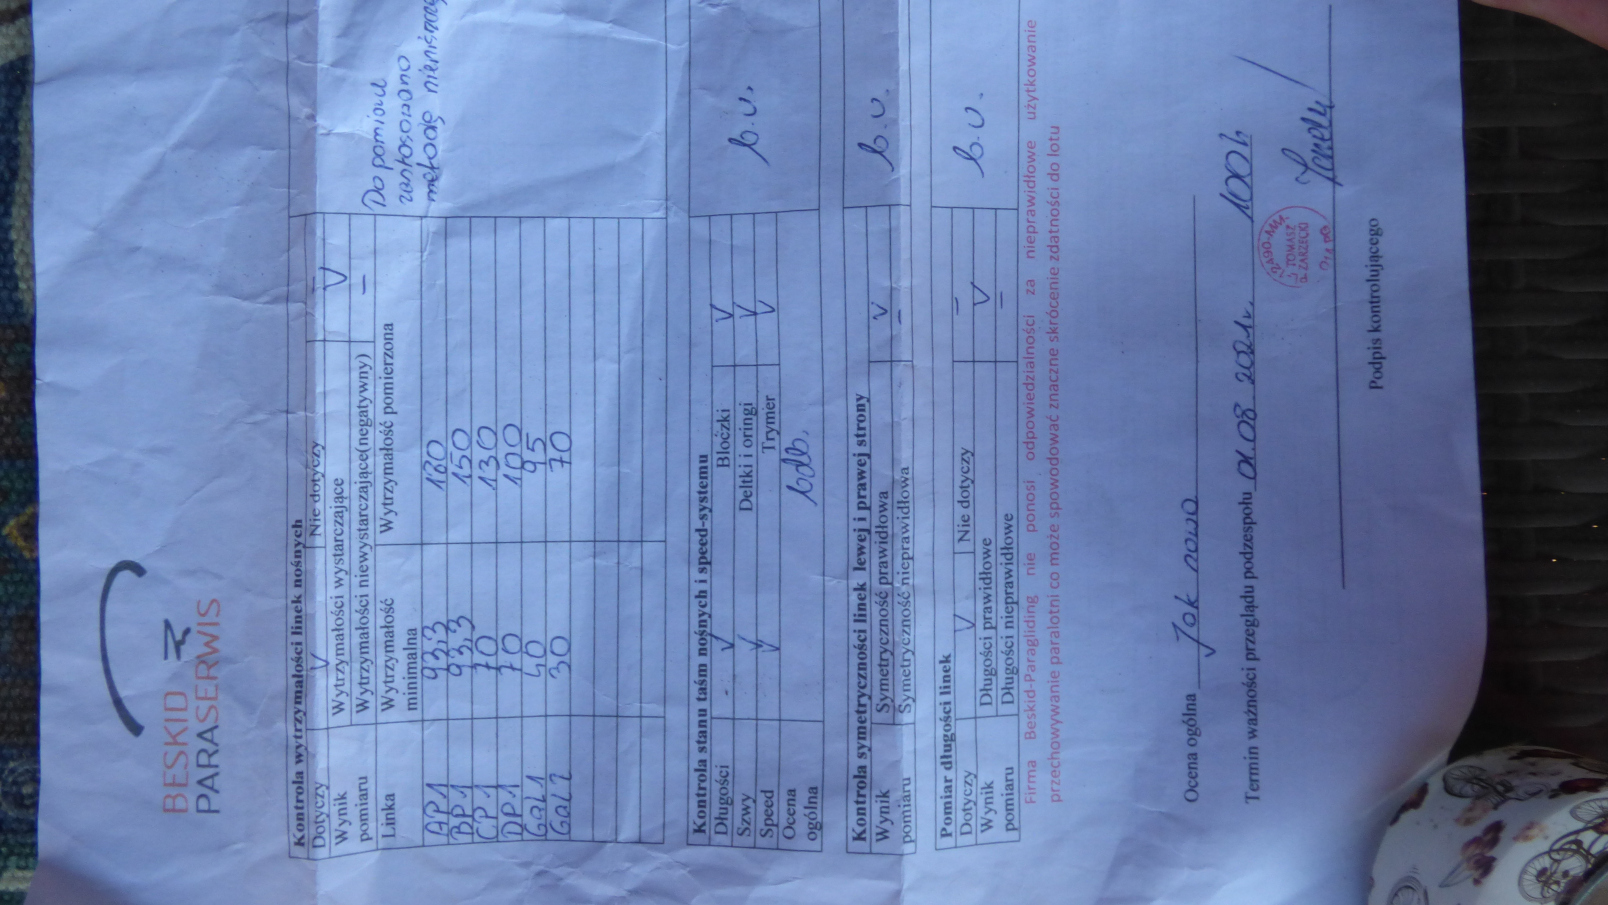 BESKID
PARASERWIS
Kontrola wytrzymałości linek nośnych
Dotyczy V Nie dotyczy
Wynik pomiaru Wytrzymałości wystarczające V
Wytrzymałości niewystarczające(negatywny) –
Linka Wytrzymałość minimalna Wytrzymałość pomierzona
AP1 93,3 180
BP1 93,3 150
CP1 70 130
DP1 70 100
Gal1 40 95
Gal2 30 70
Do pomiaru
zastosowano
metodę
Kontrola stanu taśm nośnych i speed-systemu
Długości V Bloczki V
Szwy V Deltki i oringi V
Speed V Trymer V
Ocena ogólna bdb.
b.u.
Kontrola symetryczności linek lewej i prawej strony
Wynik pomiaru Symetryczność prawidłowa V
Symetryczność nieprawidłowa –
b.u.
Pomiar długości linek
Dotyczy V Nie dotyczy –
Wynik pomiaru Długości prawidłowe V
Długości nieprawidłowe –
b.u.
Firma Beskid-Paragliding nie ponosi odpowiedzialności za nieprawidłowe użytkowanie
przechowywanie paralotni co może spowodować znaczne skrócenie zdatności do lotu
Ocena ogólna Jak nowa
Termin ważności przeglądu podzespołu 01.08.2021r. / 100h
TOMASZ
ZARZECKI
Podpis kontrolującego